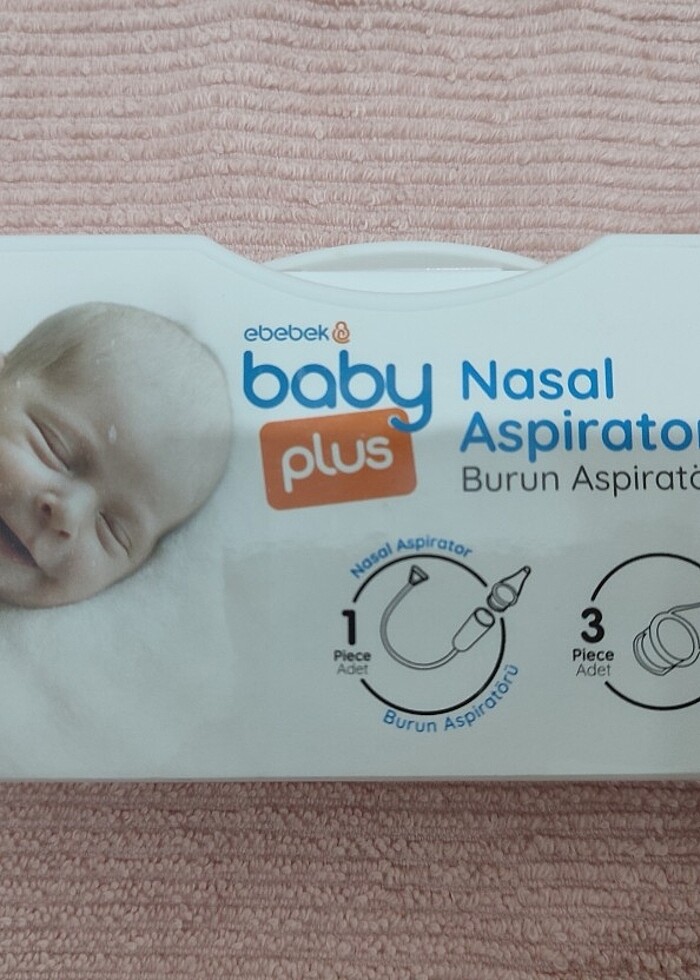 ebebek
baby
plus
Nasal
Aspirator
Burun Aspiratö
Nasal Aspirator
1
Piece
Adet
Burun Aspiratörü
3
Piece
Adet